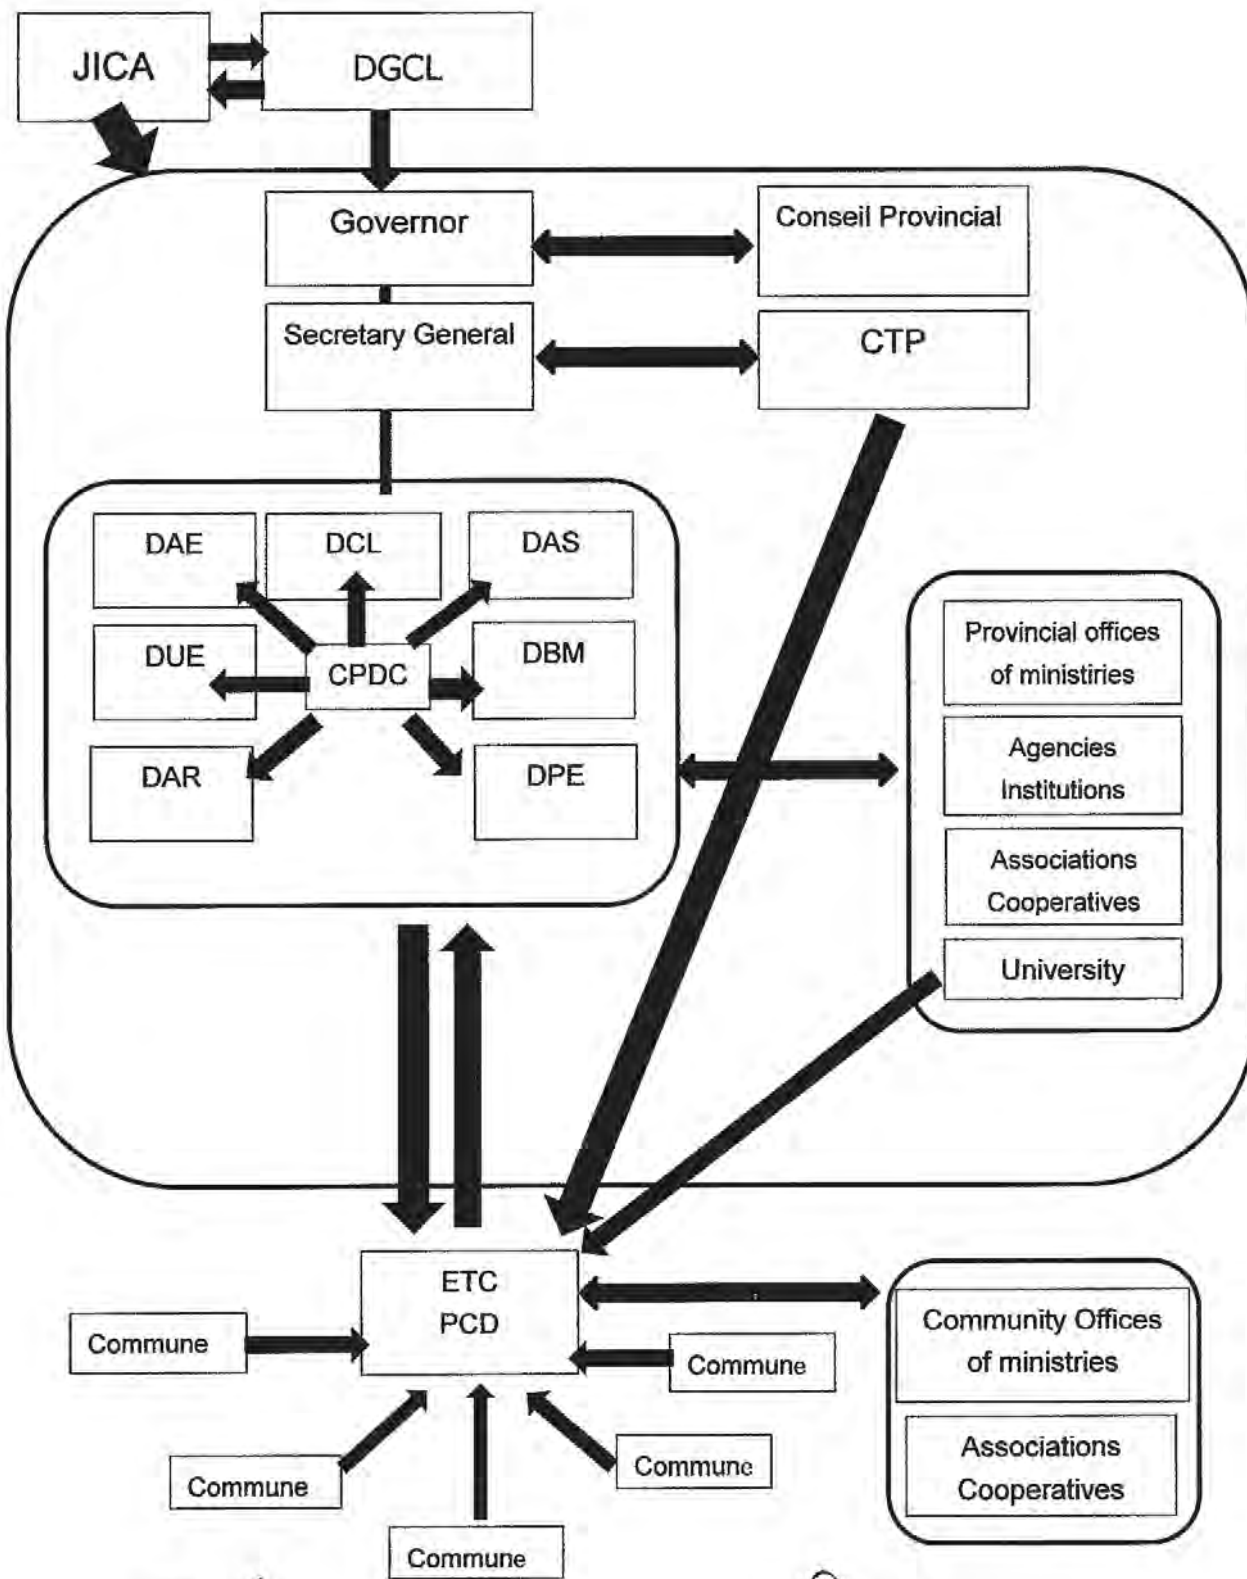 JICA
DGCL
Governor
Conseil Provincial
Secretary General
CTP
DAE
DCL
DAS
DUE
CPDC
DBM
DAR
DPE
Provincial offices
of ministiries
Agencies
Institutions
Associations
Cooperatives
University
ETC
PCD
Commune
Commune
Commune
Commune
Commune
Community Offices
of ministries
Associations
Cooperatives